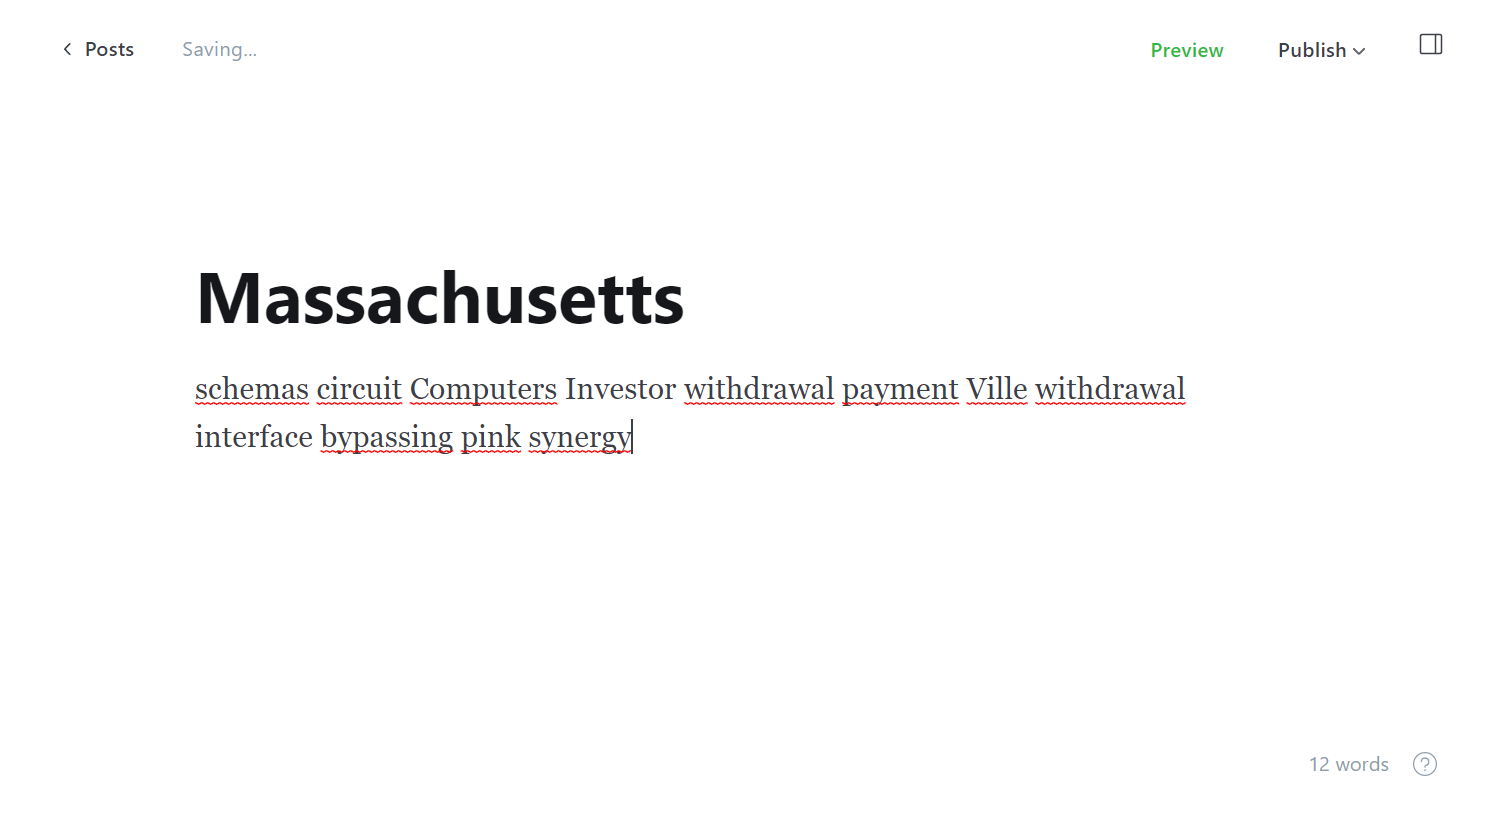 Posts
Saving...
Preview
Publish
Massachusetts
schemas circuit Computers Investor withdrawal payment Ville withdrawal
interface bypassing pink synergy
12 words
?